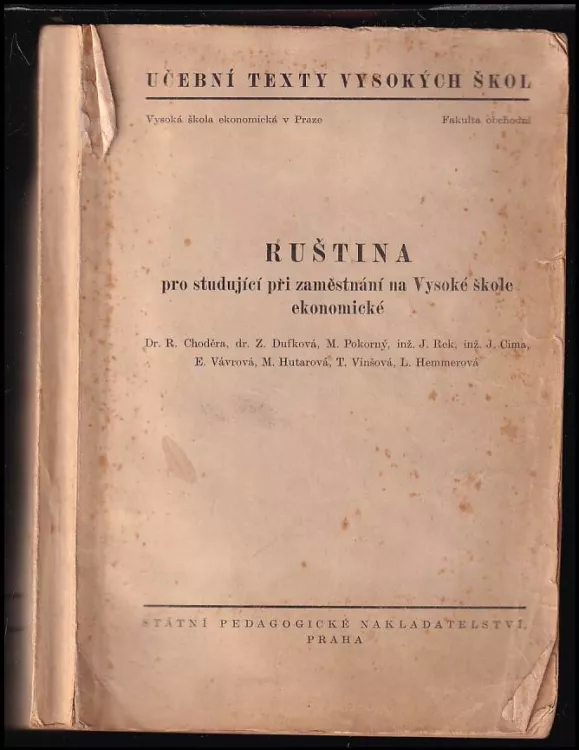 UČEBNÍ TEXTY VYSOKÝCH ŠKOL
Vysoká škola ekonomická v Praze Fakulta obchodní
RUŠTINA
pro studující při zaměstnání na Vysoké škole
ekonomické
Dr. R. Choděra, dr. Z. Dufková, M. Pokorný, inž. J. Rek, inž. J. Cima,
E. Vávrová, M. Hutarová, T. Vinšová, L. Hemmerová
STÁTNÍ PEDAGOGICKÉ NAKLADATELSTVÍ,
PRAHA